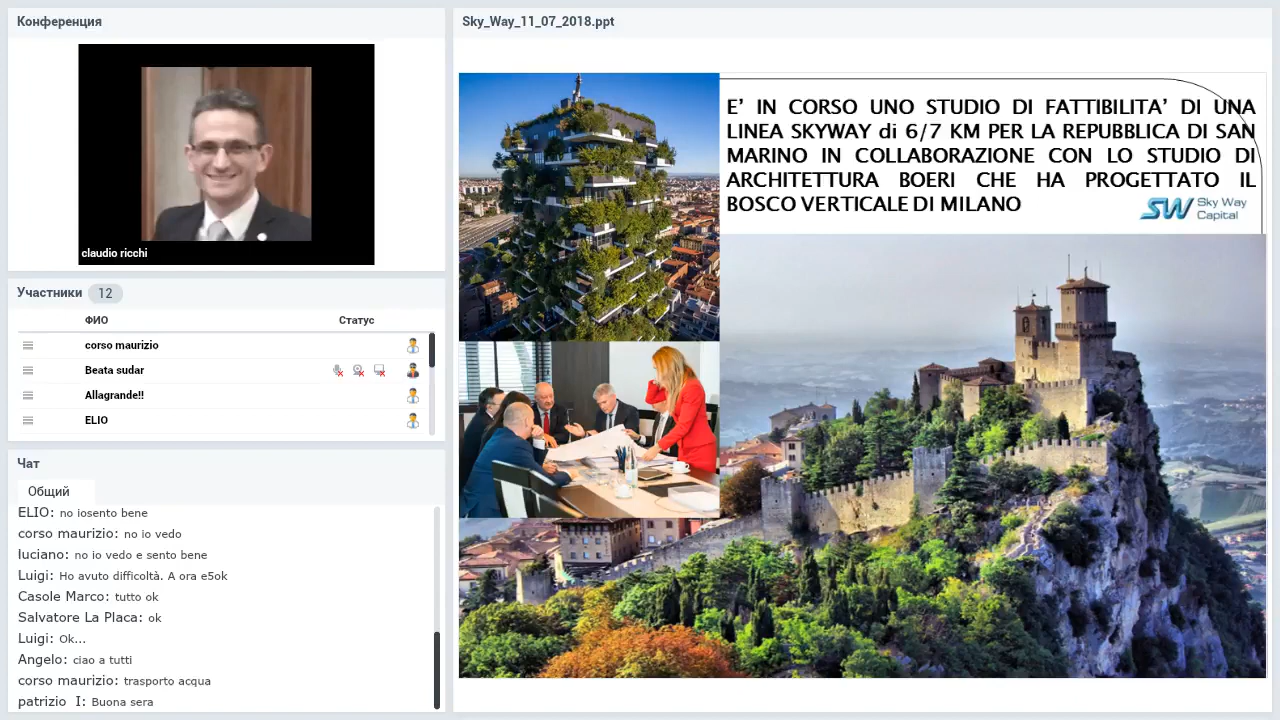 Конференция
claudio ricchi
Участники 12
ФИО Статус
corso maurizio
Beata sudar
Allagrande!!
ELIO
Чат
Общий
ELIO: no iosento bene
corso maurizio: no io vedo
luciano: no io vedo e sento bene
Luigi: Ho avuto difficoltà. A ora e5ok
Casole Marco: tutto ok
Salvatore La Placa: ok
Luigi: Ok...
Angelo: ciao a tutti
corso maurizio: trasporto acqua
patrizio I: Buona sera
Sky_Way_11_07_2018.ppt
E’ IN CORSO UNO STUDIO DI FATTIBILITA’ DI UNA
LINEA SKYWAY di 6/7 KM PER LA REPUBBLICA DI SAN
MARINO IN COLLABORAZIONE CON LO STUDIO DI
ARCHITETTURA BOERI CHE HA PROGETTATO IL
BOSCO VERTICALE DI MILANO
SW Sky Way
Capital